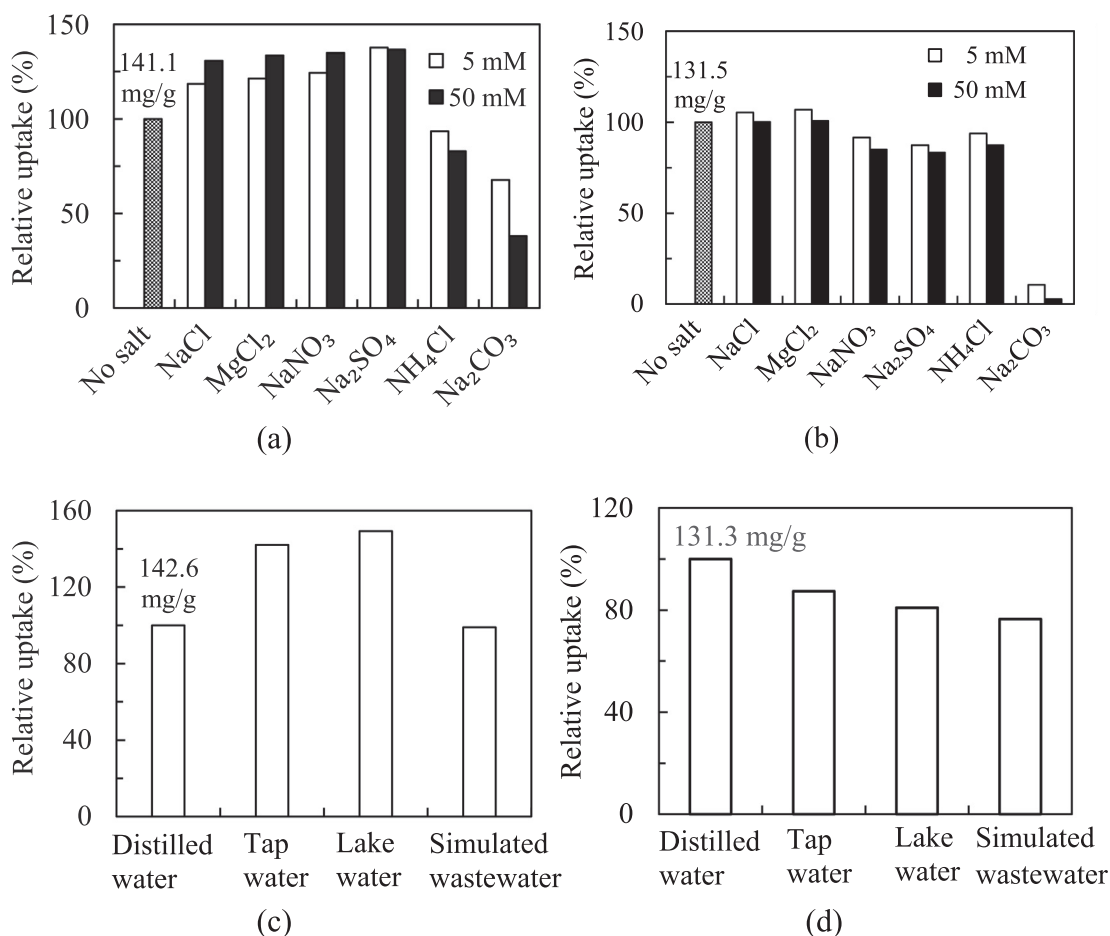 Relative uptake (%)
150
100
50
0
141.1
mg/g
5 mM
50 mM
No salt
NaCl
MgCl₂
NaNO₃
Na₂SO₄
NH₄Cl
Na₂CO₃
(a)
Relative uptake (%)
150
100
50
0
131.5
mg/g
5 mM
50 mM
No salt
NaCl
MgCl₂
NaNO₃
Na₂SO₄
NH₄Cl
Na₂CO₃
(b)
Relative uptake (%)
160
120
80
40
0
142.6
mg/g
Distilled
water
Tap
water
Lake
water
Simulated
wastewater
(c)
Relative uptake (%)
120
80
40
0
131.3 mg/g
Distilled
water
Tap
water
Lake
water
Simulated
wastewater
(d)